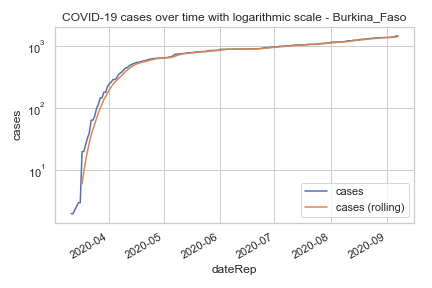 COVID-19 cases over time with logarithmic scale - Burkina_Faso
10³
10²
10¹
cases
cases
cases (rolling)
2020-04
2020-05
2020-06
2020-07
2020-08
2020-09
dateRep